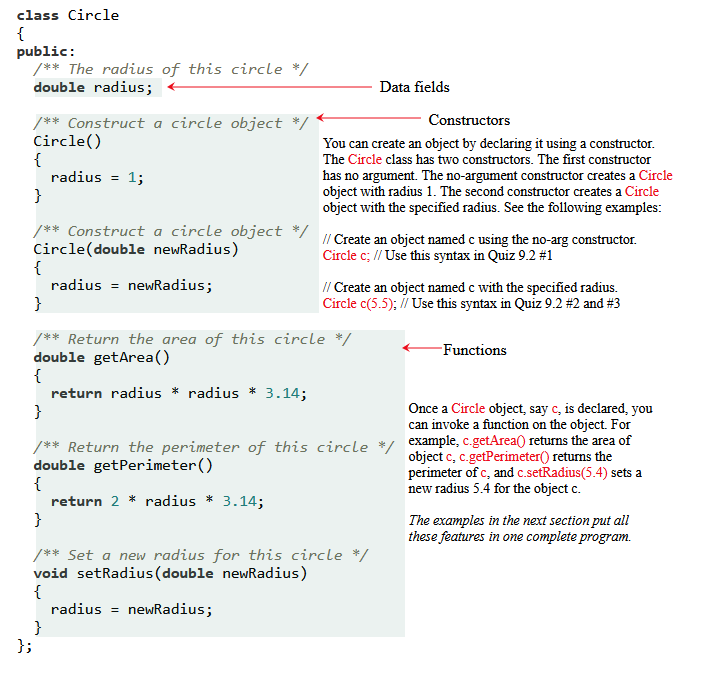 class Circle
{
public:
/** The radius of this circle */
double radius;
Data fields
/** Construct a circle object */
Circle()
{
radius = 1;
}
/** Construct a circle object */
Circle(double newRadius)
{
radius = newRadius;
}
Constructors
You can create an object by declaring it using a constructor.
The Circle class has two constructors. The first constructor
has no argument. The no-argument constructor creates a Circle
object with radius 1. The second constructor creates a Circle
object with the specified radius. See the following examples:
// Create an object named c using the no-arg constructor.
Circle c; // Use this syntax in Quiz 9.2 #1
// Create an object named c with the specified radius.
Circle c(5.5); // Use this syntax in Quiz 9.2 #2 and #3
/** Return the area of this circle */
double getArea()
{
return radius * radius * 3.14;
}
/** Return the perimeter of this circle */
double getPerimeter()
{
return 2 * radius * 3.14;
}
/** Set a new radius for this circle */
void setRadius(double newRadius)
{
radius = newRadius;
}
};
Functions
Once a Circle object, say c, is declared, you
can invoke a function on the object. For
example, c.getArea() returns the area of
object c, c.getPerimeter() returns the
perimeter of c, and c.setRadius(5.4) sets a
new radius 5.4 for the object c.
The examples in the next section put all
these features in one complete program.